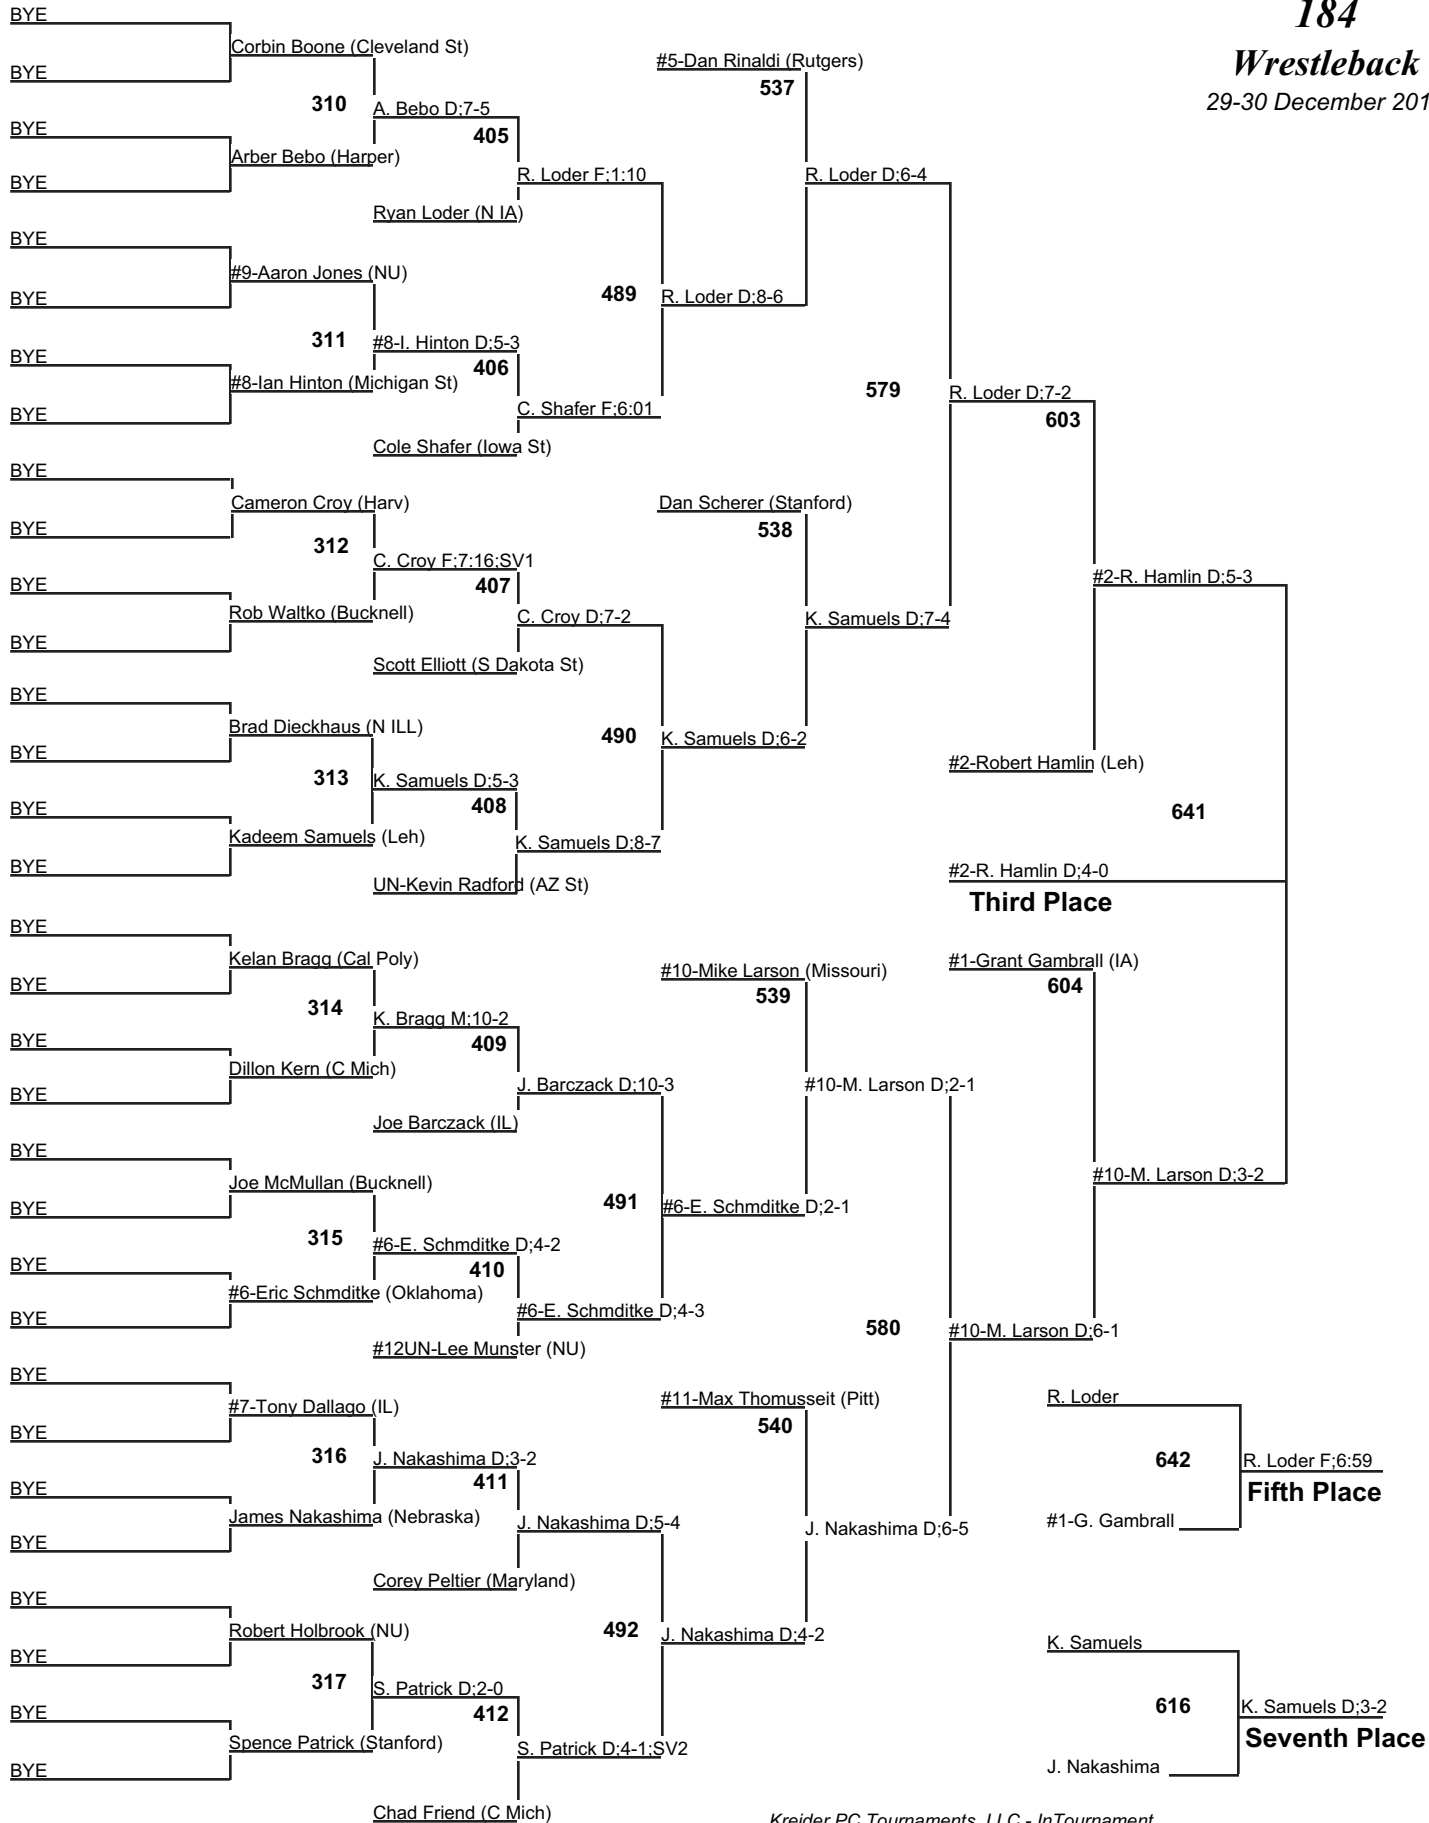 184
Wrestleback
29-30 December 201
BYE
Corbin Boone (Cleveland St)
BYE
310
A. Bebo D;7-5
405
BYE
Arber Bebo (Harper)
BYE
R. Loder F;1:10
Ryan Loder (N IA)
BYE
#9-Aaron Jones (NU)
BYE
311
#8-I. Hinton D;5-3
406
BYE
#8-Ian Hinton (Michigan St)
BYE
C. Shafer F;6:01
Cole Shafer (Iowa St)
489
R. Loder D;8-6
#5-Dan Rinaldi (Rutgers)
537
R. Loder D;6-4
BYE
Cameron Croy (Harv)
BYE
312
C. Croy F;7:16;SV1
407
BYE
Rob Waltko (Bucknell)
BYE
C. Croy D;7-2
Scott Elliott (S Dakota St)
BYE
Brad Dieckhaus (N ILL)
BYE
313
K. Samuels D;5-3
408
BYE
Kadeem Samuels (Leh)
BYE
K. Samuels D;8-7
UN-Kevin Radford (AZ St)
490
K. Samuels D;6-2
Dan Scherer (Stanford)
538
K. Samuels D;7-4
579
R. Loder D;7-2
603
#2-R. Hamlin D;5-3
#2-Robert Hamlin (Leh)
641
#2-R. Hamlin D;4-0
Third Place
BYE
Kelan Bragg (Cal Poly)
BYE
314
K. Bragg M;10-2
409
BYE
Dillon Kern (C Mich)
BYE
J. Barczack D;10-3
Joe Barczack (IL)
BYE
Joe McMullan (Bucknell)
BYE
315
#6-E. Schmditke D;4-2
410
BYE
#6-Eric Schmditke (Oklahoma)
BYE
#6-E. Schmditke D;4-3
#12UN-Lee Munster (NU)
491
#6-E. Schmditke D;2-1
#10-Mike Larson (Missouri)
539
#10-M. Larson D;2-1
#1-Grant Gambrall (IA)
604
#10-M. Larson D;3-2
580
#10-M. Larson D;6-1
BYE
#7-Tony Dallago (IL)
BYE
316
J. Nakashima D;3-2
411
BYE
James Nakashima (Nebraska)
BYE
J. Nakashima D;5-4
Corey Peltier (Maryland)
#11-Max Thomusseit (Pitt)
540
J. Nakashima D;6-5
BYE
Robert Holbrook (NU)
BYE
317
S. Patrick D;2-0
412
BYE
Spence Patrick (Stanford)
BYE
S. Patrick D;4-1;SV2
Chad Friend (C Mich)
492
J. Nakashima D;4-2
R. Loder
642
R. Loder F;6:59
Fifth Place
#1-G. Gambrall
K. Samuels
616
K. Samuels D;3-2
Seventh Place
J. Nakashima
Kreider PC Tournaments, LLC - InTournament